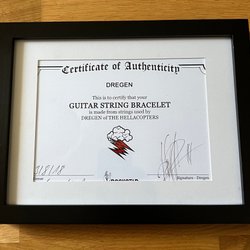 Certificate of Authenticity
DREGEN
This is to certify that your
GUITAR STRING BRACELET
is made from strings used by
DREGEN of THE HELLACOPTERS
Signature - Dregen